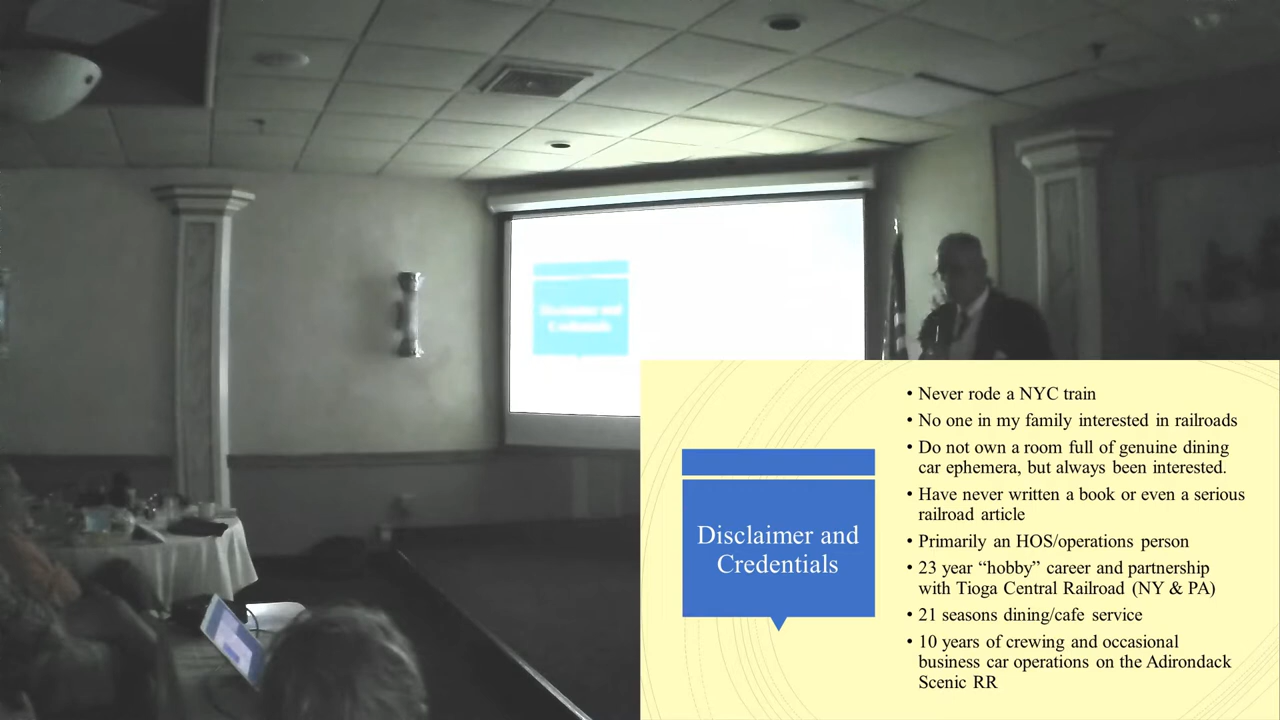 Disclaimer and
Credentials
Disclaimer and
Credentials
• Never rode a NYC train
• No one in my family interested in railroads
• Do not own a room full of genuine dining
car ephemera, but always been interested.
• Have never written a book or even a serious
railroad article
• Primarily an HOS/operations person
• 23 year “hobby” career and partnership
with Tioga Central Railroad (NY & PA)
• 21 seasons dining/cafe service
• 10 years of crewing and occasional
business car operations on the Adirondack
Scenic RR